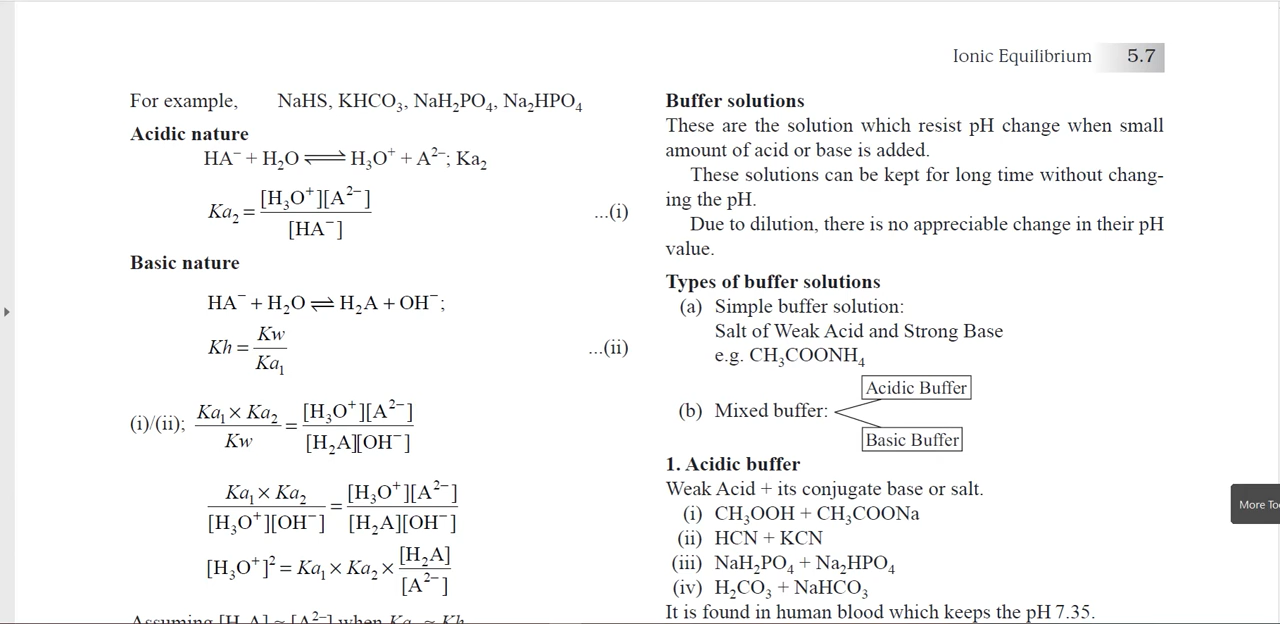 Ionic Equilibrium 5.7
For example, NaHS, KHCO₃, NaH₂PO₄, Na₂HPO₄
Acidic nature
HA⁻ + H₂O ⇌ H₃O⁺ + A²⁻; Ka₂
Ka₂ = [H₃O⁺][A²⁻] / [HA⁻] ...(i)
Basic nature
HA⁻ + H₂O ⇌ H₂A + OH⁻;
Kh = Kw / Ka₁ ...(ii)
(i)/(ii); Ka₁ × Ka₂ / Kw = [H₃O⁺][A²⁻] / [H₂A][OH⁻]
Ka₁ × Ka₂ / [H₃O⁺][OH⁻] = [H₃O⁺][A²⁻] / [H₂A][OH⁻]
[H₃O⁺]² = Ka₁ × Ka₂ × [H₂A] / [A²⁻]
Assuming [H₂A] ≃ [A²⁻] when Ka₂ ≃ Kh
Buffer solutions
These are the solution which resist pH change when small
amount of acid or base is added.
These solutions can be kept for long time without chang-
ing the pH.
Due to dilution, there is no appreciable change in their pH
value.
Types of buffer solutions
(a) Simple buffer solution:
Salt of Weak Acid and Strong Base
e.g. CH₃COONH₄
Acidic Buffer
(b) Mixed buffer:
Basic Buffer
1. Acidic buffer
Weak Acid + its conjugate base or salt.
(i) CH₃OOH + CH₃COONa
(ii) HCN + KCN
(iii) NaH₂PO₄ + Na₂HPO₄
(iv) H₂CO₃ + NaHCO₃
It is found in human blood which keeps the pH 7.35.
More To